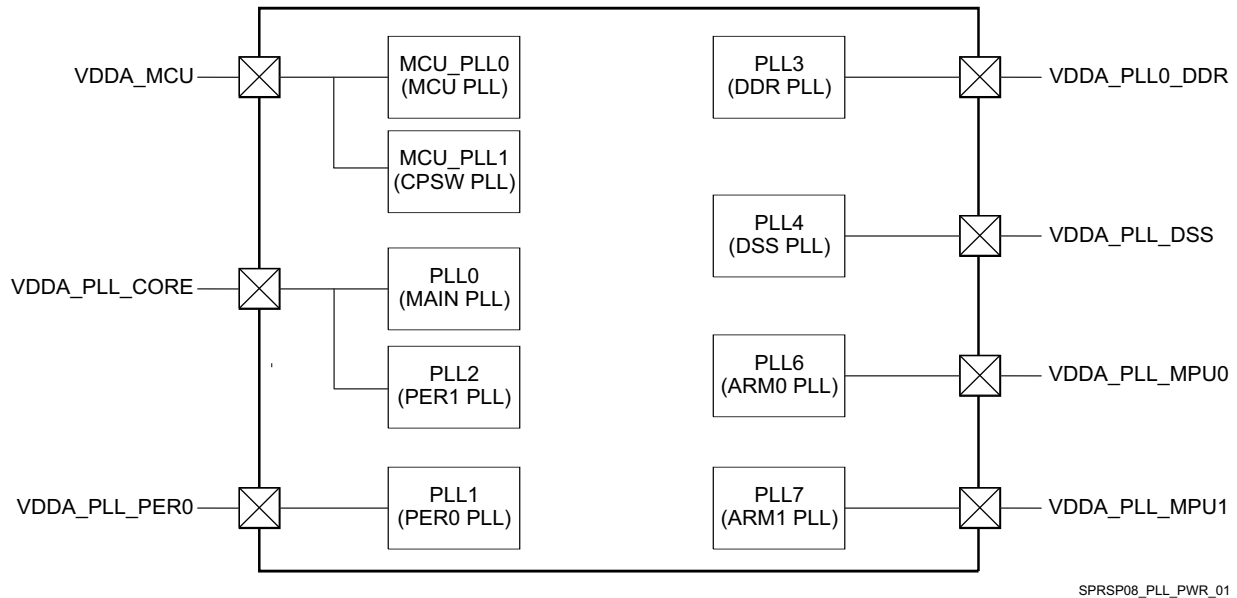 VDDA_MCU
MCU_PLL0
(MCU PLL)
MCU_PLL1
(CPSW PLL)
VDDA_PLL_CORE
PLL0
(MAIN PLL)
PLL2
(PER1 PLL)
VDDA_PLL_PER0
PLL1
(PER0 PLL)
PLL3
(DDR PLL)
VDDA_PLL0_DDR
PLL4
(DSS PLL)
VDDA_PLL_DSS
PLL6
(ARM0 PLL)
VDDA_PLL_MPU0
PLL7
(ARM1 PLL)
VDDA_PLL_MPU1
SPRSP08_PLL_PWR_01